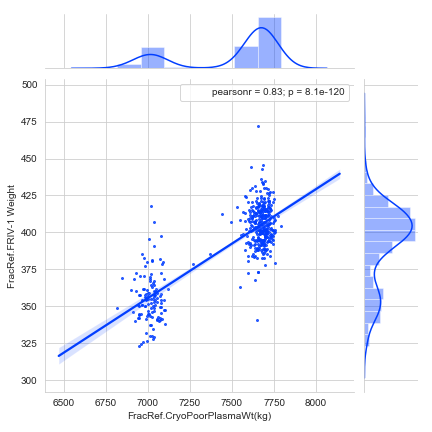 pearsonr = 0.83; p = 8.1e-120
500
475
450
425
400
375
350
325
300
FracRef.FRIV-1 Weight
6500 6750 7000 7250 7500 7750 8000
FracRef.CryoPoorPlasmaWt(kg)